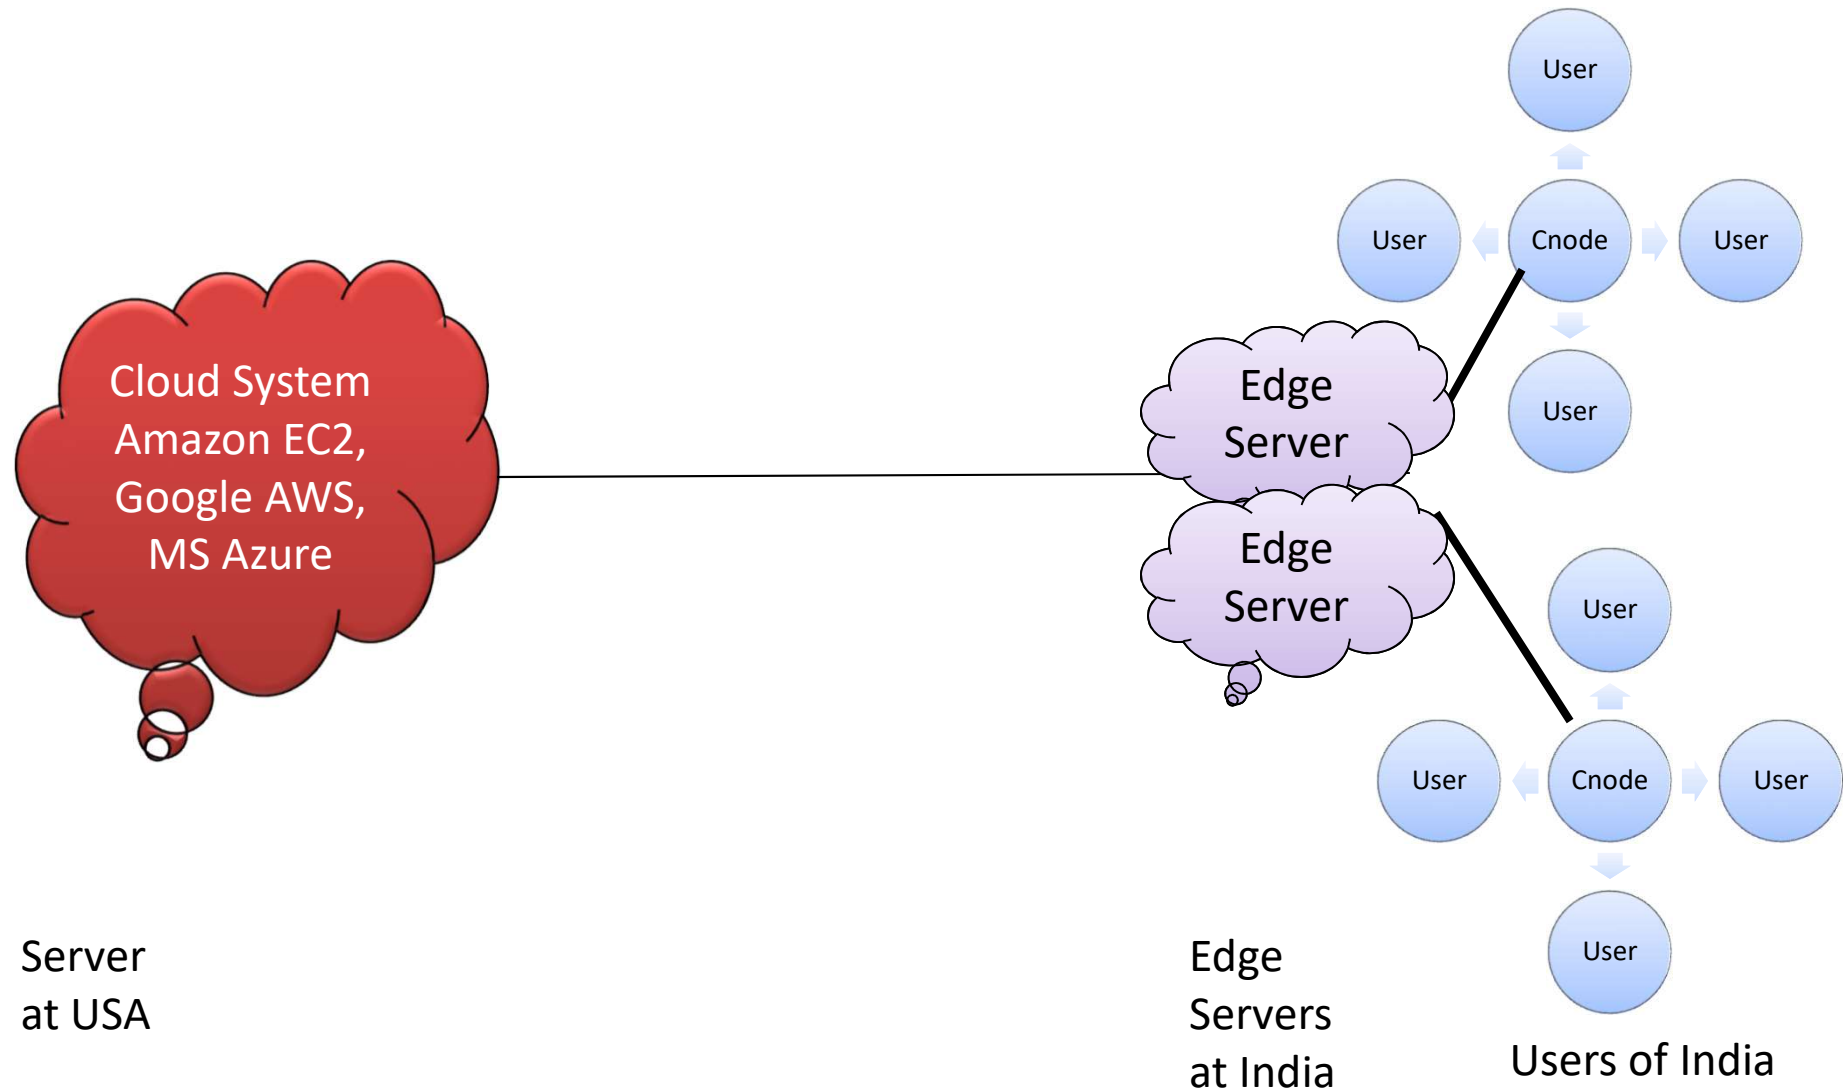 Cloud System
Amazon EC2,
Google AWS,
MS Azure
Edge
Server
Edge
Server
User
User
Cnode
User
User
User
User
Cnode
User
User
Server
at USA
Edge
Servers
at India
Users of India